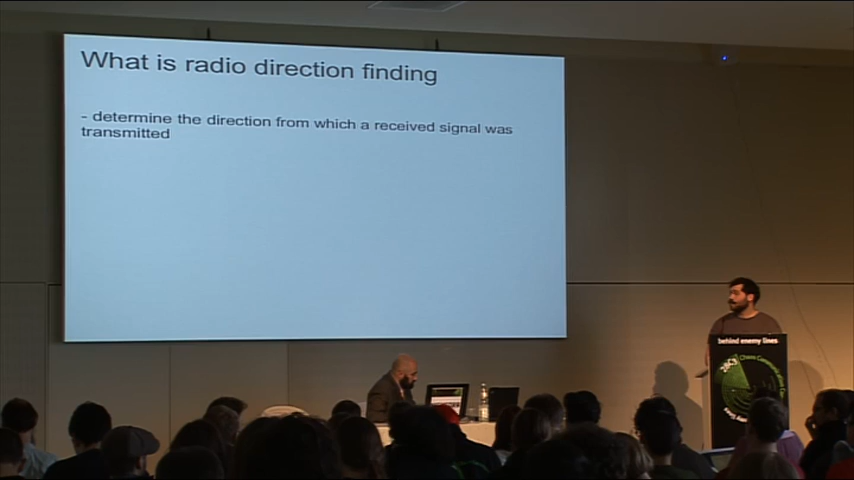 What is radio direction finding
- determine the direction from which a received signal was
transmitted
behind enemy lines